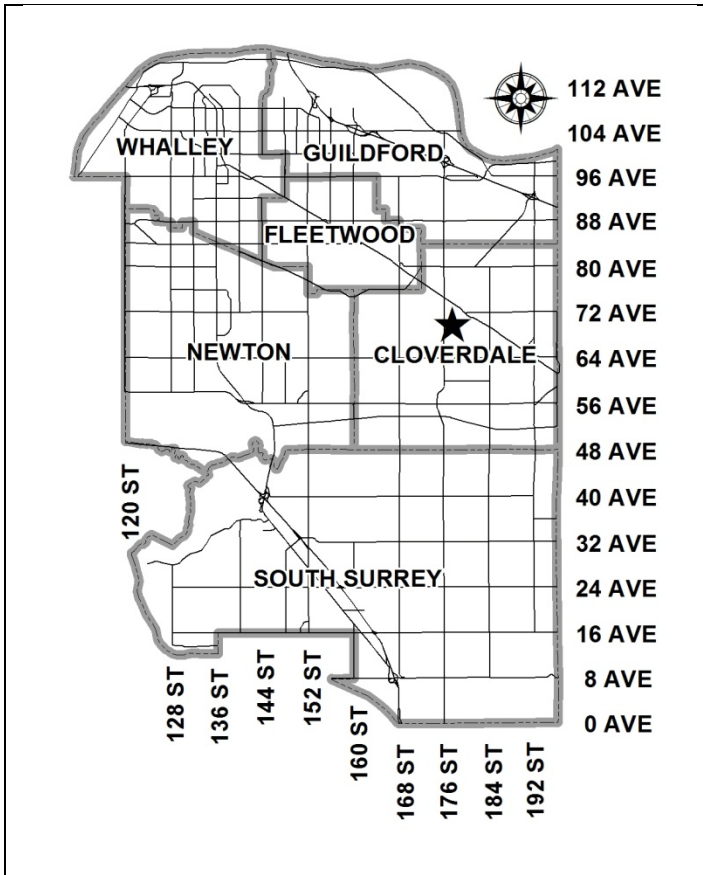 112 AVE
104 AVE
WHALLEY
GUILDFORD
96 AVE
88 AVE
FLEETWOOD
80 AVE
72 AVE
NEWTON
CLOVERDALE
64 AVE
56 AVE
48 AVE
120 ST
40 AVE
32 AVE
SOUTH SURREY
24 AVE
16 AVE
8 AVE
0 AVE
128 ST
136 ST
144 ST
152 ST
160 ST
168 ST
176 ST
184 ST
192 ST